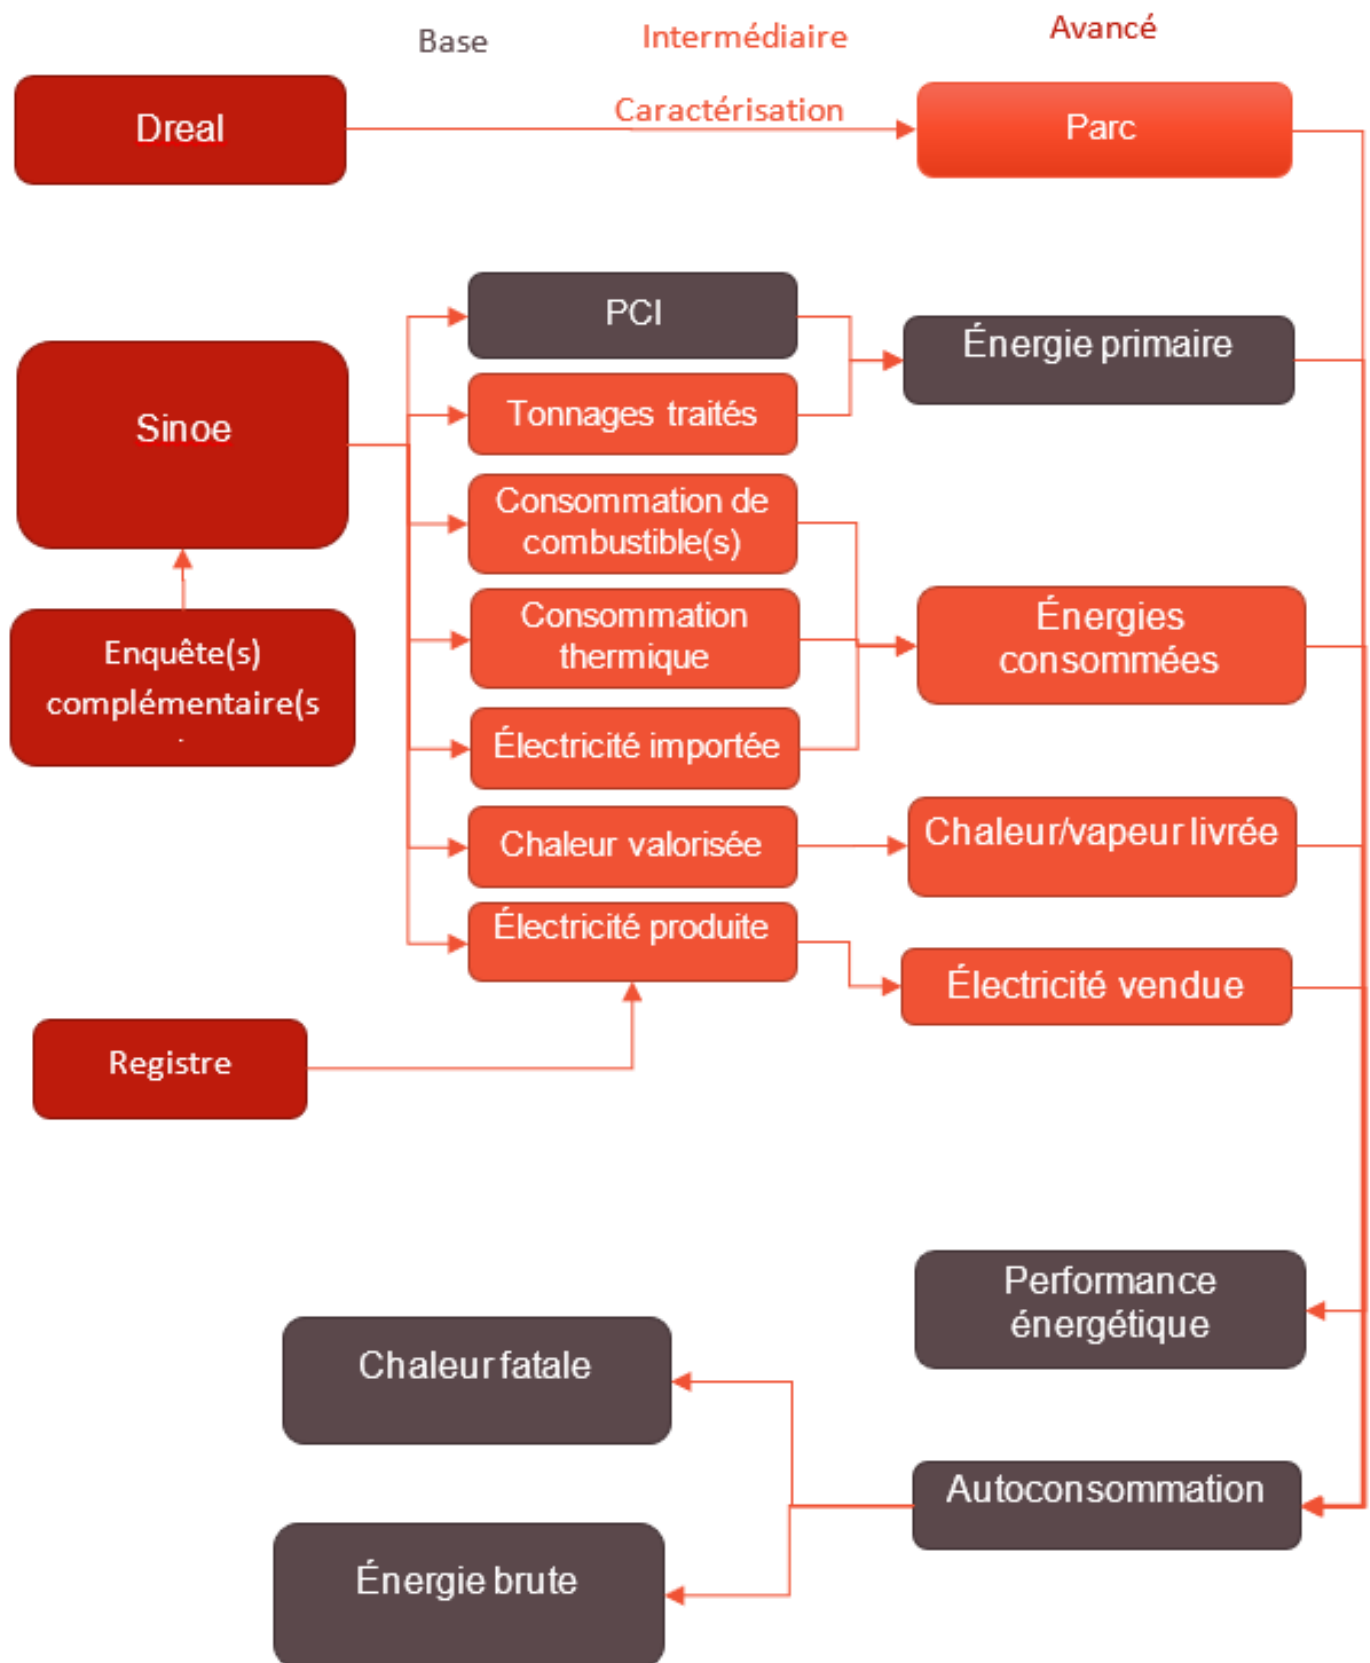 Base
Intermédiaire
Avancé
Dreal
Caractérisation
Parc
PCI
Énergie primaire
Sinoe
Tonnages traités
Consommation de
combustible(s)
Consommation
thermique
Énergies
consommées
Enquête(s)
complémentaire(s
Électricité importée
Chaleur valorisée
Chaleur/vapeur livrée
Électricité produite
Électricité vendue
Registre
Performance
énergétique
Chaleur fatale
Autoconsommation
Énergie brute